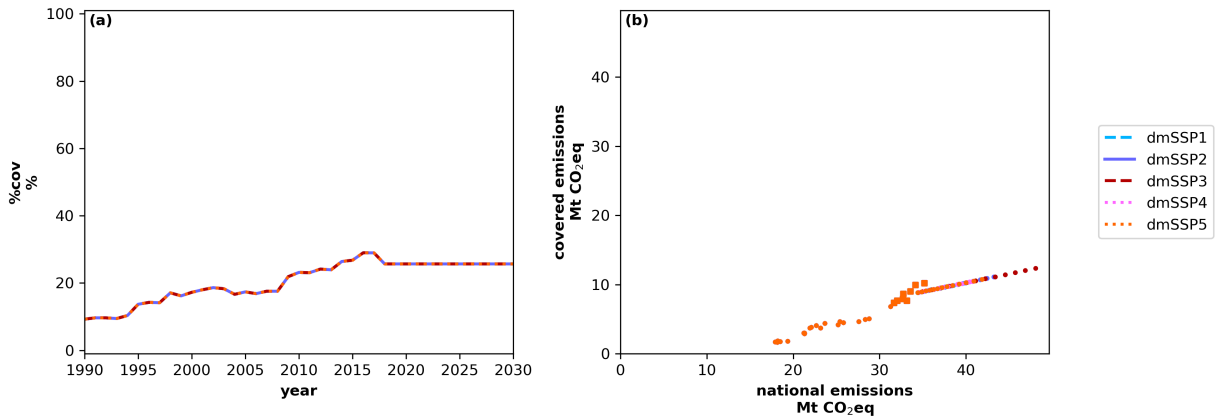 (a)
100
80
60
40
20
0
%cov
%
1990
1995
2000
2005
2010
2015
2020
2025
2030
year
(b)
40
30
20
10
0
covered emissions
Mt CO₂eq
0
10
20
30
40
national emissions
Mt CO₂eq
dmSSP1
dmSSP2
dmSSP3
dmSSP4
dmSSP5